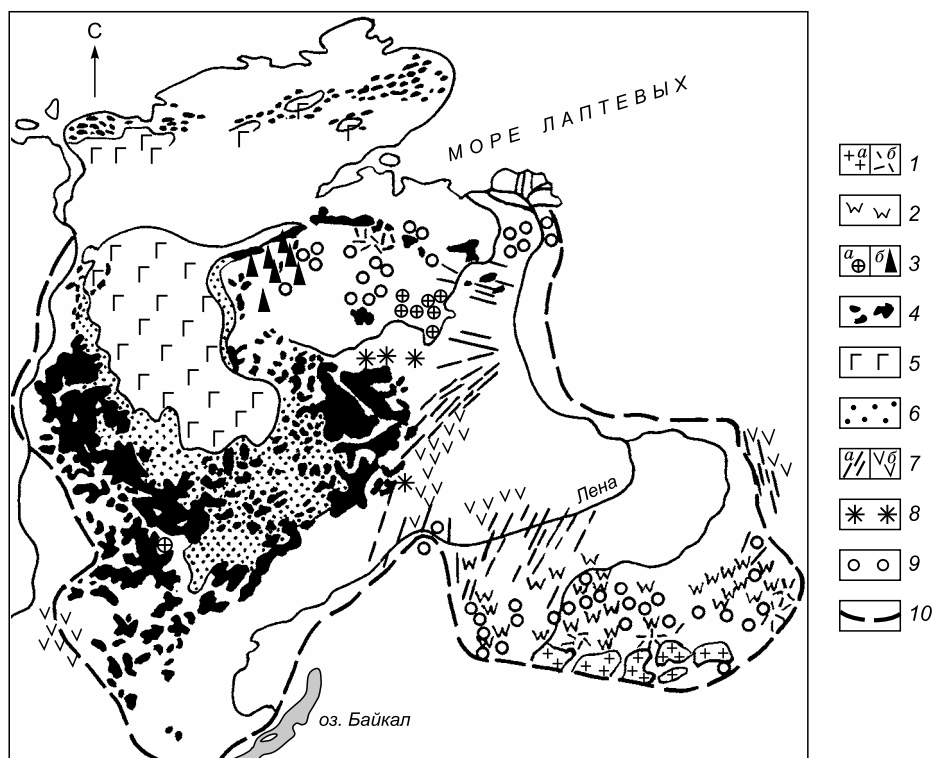 С
МОРЕ ЛАПТЕВЫХ
Лена
оз. Байкал
а б 1
2
а б 3
4
5
6
а б 7
8
9
10